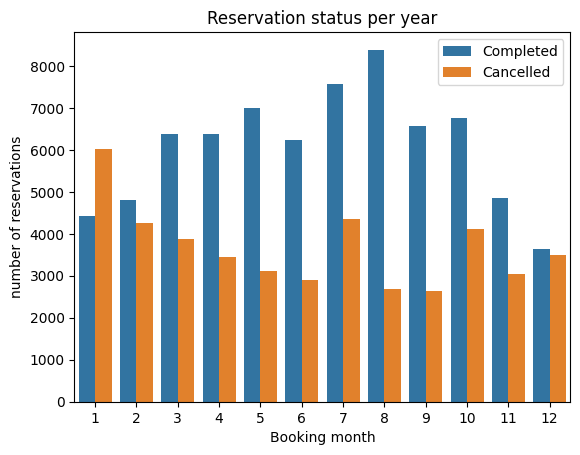 Reservation status per year
Completed
Cancelled
number of reservations
8000
7000
6000
5000
4000
3000
2000
1000
0
1 2 3 4 5 6 7 8 9 10 11 12
Booking month